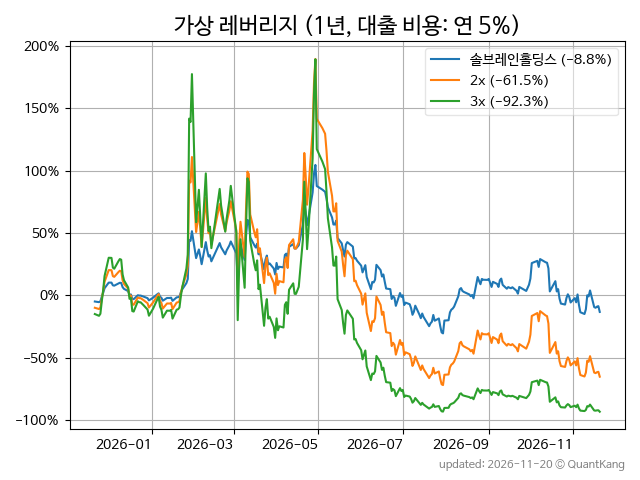 가상 레버리지 (1년, 대출 비용: 연 5%)
200%
150%
100%
50%
0%
−50%
−100%
솔브레인홀딩스 (-8.8%)
2x (-61.5%)
3x (-92.3%)
2026-01
2026-03
2026-05
2026-07
2026-09
2026-11
updated: 2026-11-20 © QuantKang